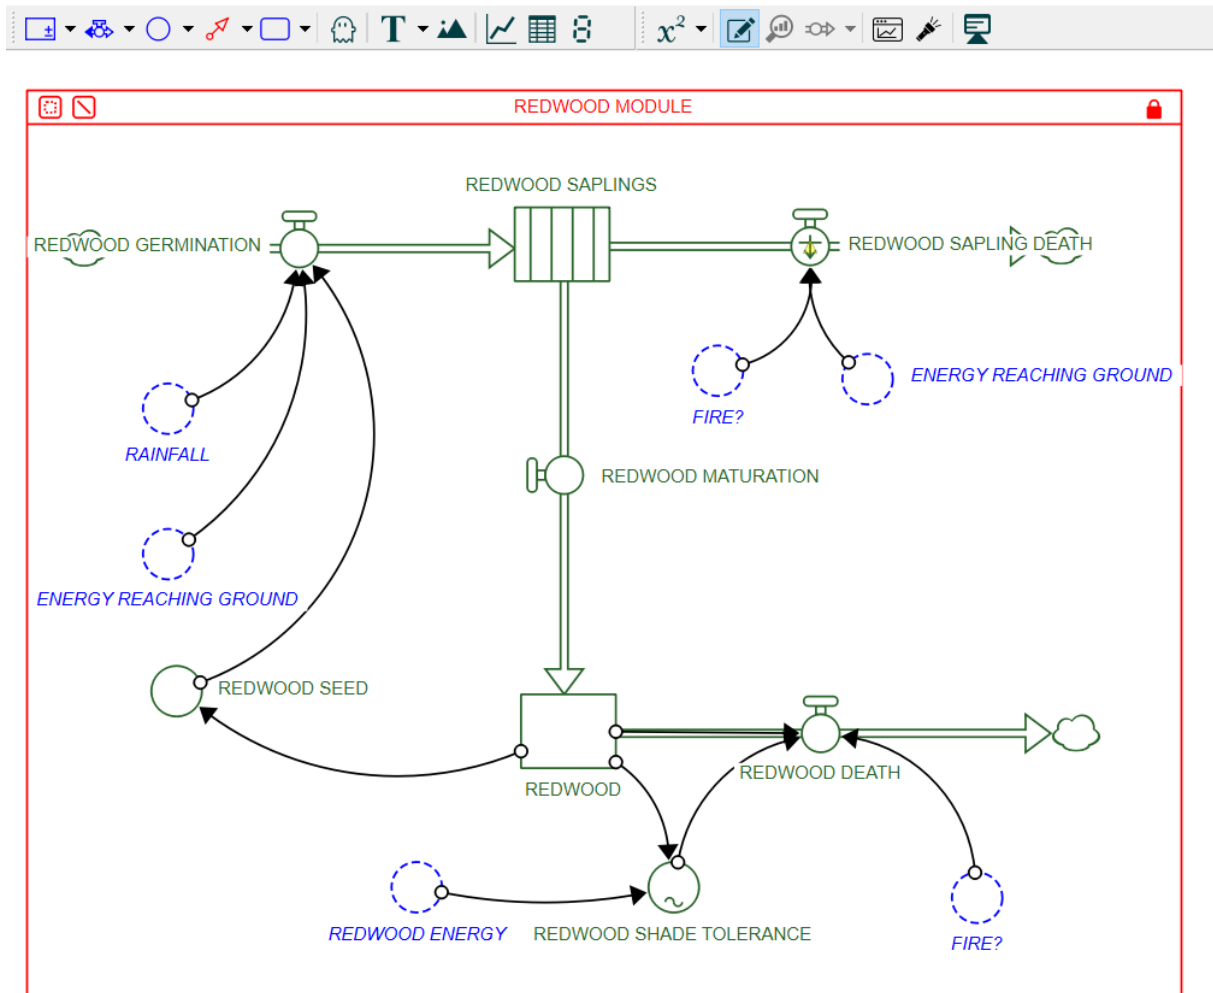 T
x²
REDWOOD MODULE
REDWOOD SAPLINGS
REDWOOD GERMINATION
REDWOOD SAPLING DEATH
ENERGY REACHING GROUND
FIRE?
RAINFALL
REDWOOD MATURATION
ENERGY REACHING GROUND
REDWOOD SEED
REDWOOD DEATH
REDWOOD
REDWOOD ENERGY
REDWOOD SHADE TOLERANCE
FIRE?